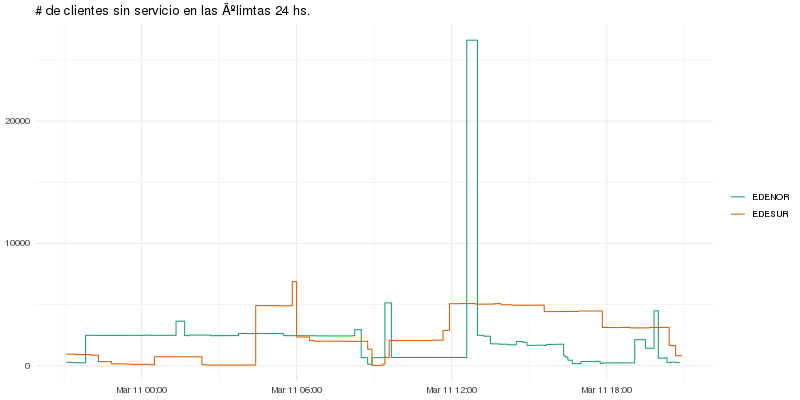 # de clientes sin servicio en las Ãºlimtas 24 hs.
20000
10000
0
Mar 11 00:00 Mar 11 06:00 Mar 11 12:00 Mar 11 18:00
EDENOR
EDESUR